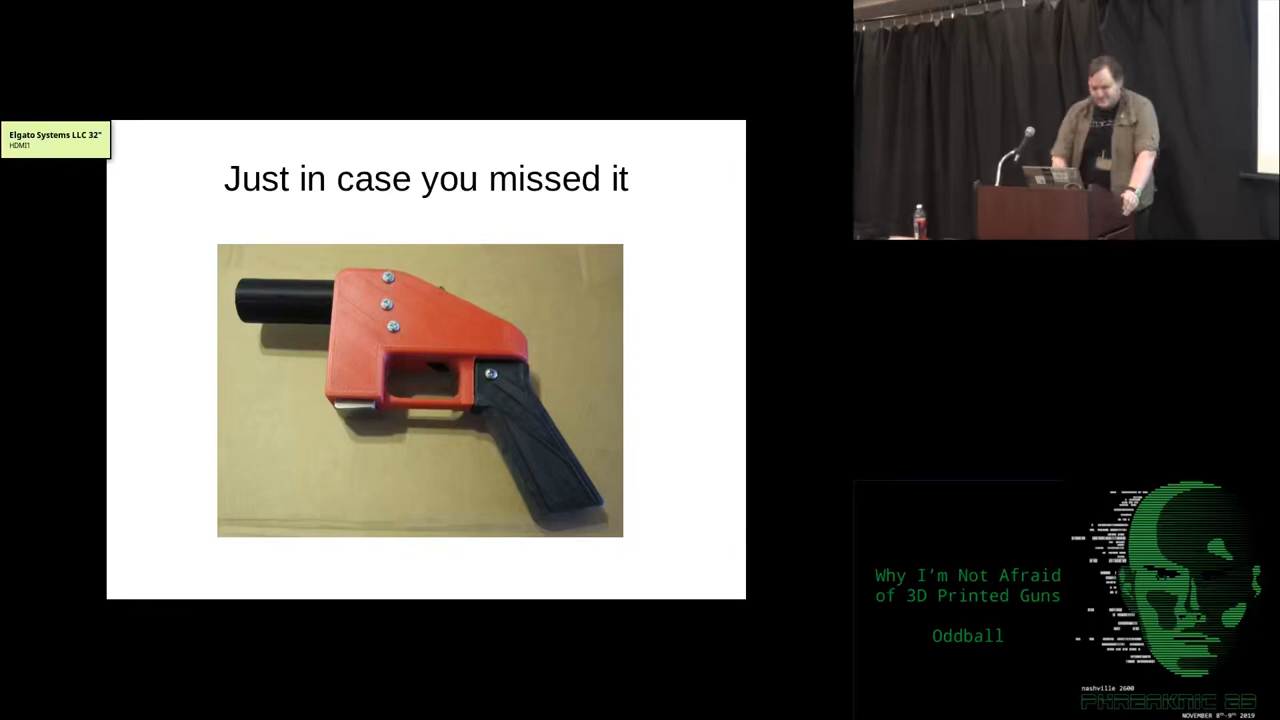 Elgato Systems LLC 32"
HDMI1
Just in case you missed it
Why I'm Not Afraid
of 3D Printed Guns
Oddball
nashville 2600
PHREAKNIC 23
NOVEMBER 8th-9th 2019